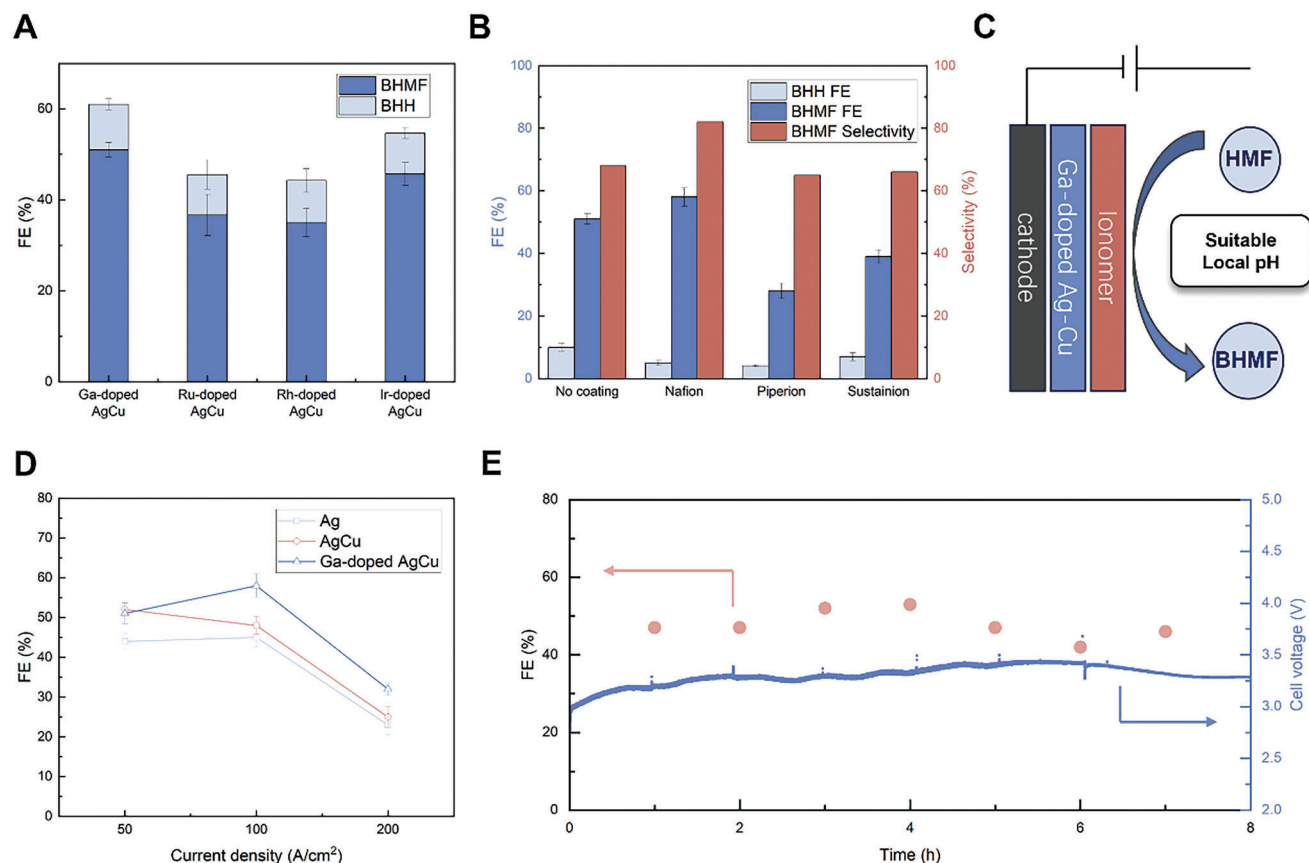 A
FE (%)
60
40
20
0
BHMF
BHH
Ga-doped
AgCu
Ru-doped
AgCu
Rh-doped
AgCu
Ir-doped
AgCu
B
FE (%)
100
80
60
40
20
0
BHH FE
BHMF FE
BHMF Selectivity
No coating
Nafion
Piperion
Sustainion
100
80
60
40
20
0
Selectivity (%)
C
cathode
Ga-doped Ag-Cu
Ionomer
HMF
Suitable
Local pH
BHMF
D
FE (%)
80
70
60
50
40
30
20
10
0
Ag
AgCu
Ga-doped AgCu
50
100
200
Current density (A/cm²)
E
FE (%)
80
60
40
20
0
0
2
4
6
8
Time (h)
5.0
4.5
4.0
3.5
3.0
2.5
2.0
Cell voltage (V)